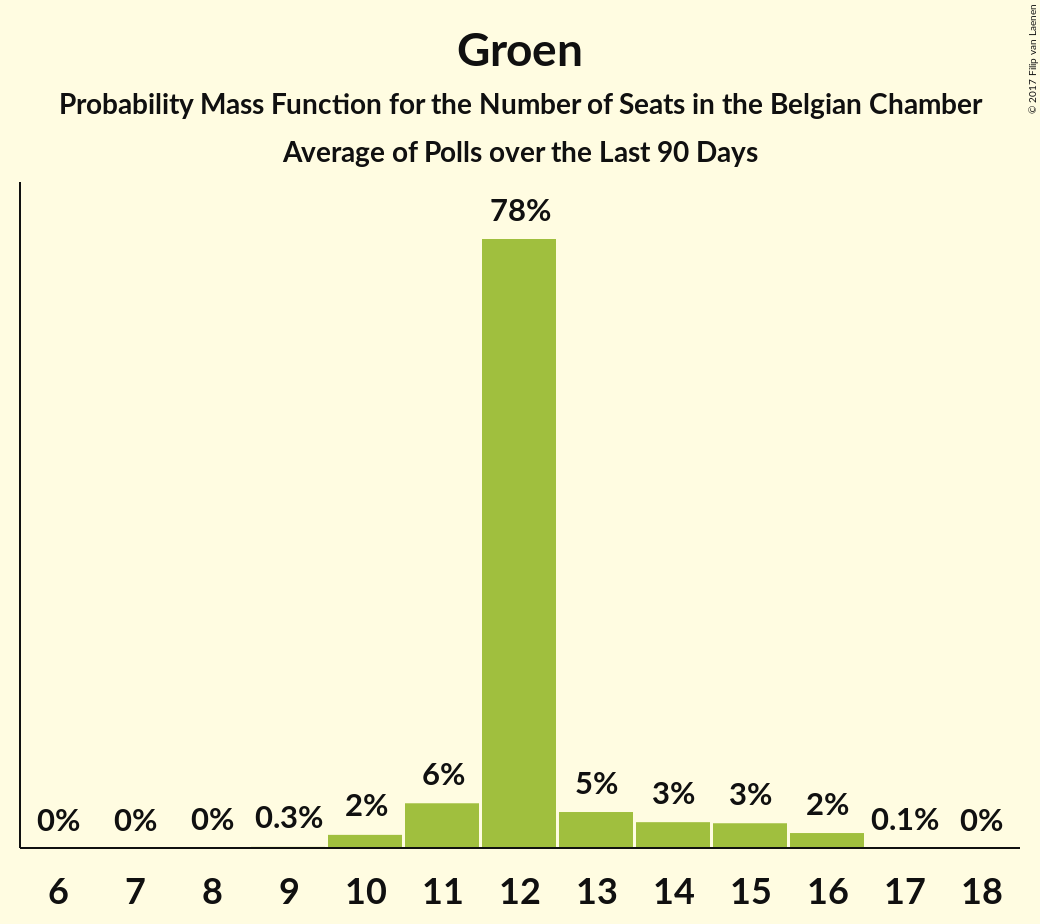 Groen
Probability Mass Function for the Number of Seats in the Belgian Chamber
Average of Polls over the Last 90 Days
© 2017 Filip van Laenen
78%
6%
5%
3%
3%
2%
2%
0.3%
0.1%
0%
0%
0%
0%
6 7 8 9 10 11 12 13 14 15 16 17 18